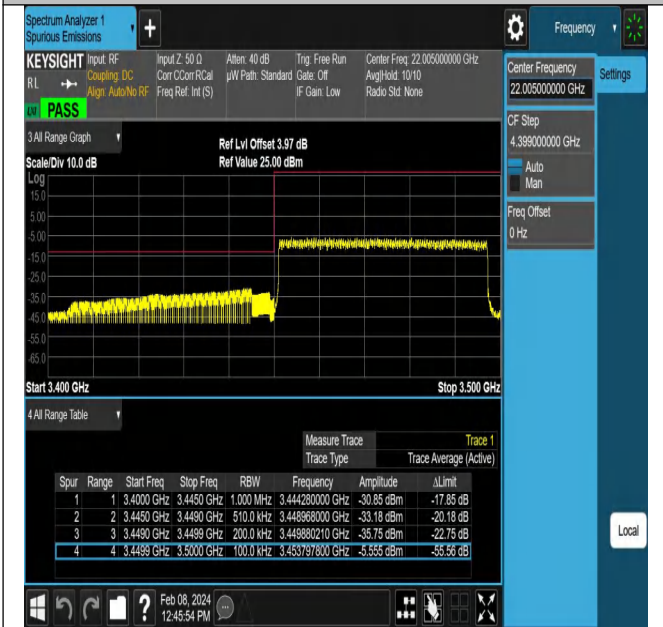 Spectrum Analyzer 1
Spurious Emissions
+
Frequency
KEYSIGHT
RL
LXI
PASS
Input: RF
Coupling: DC
Align: Auto/No RF
Input Z: 50 Ω
Corr CCorr RCal
Freq Ref: Int (S)
Atten: 40 dB
µW Path: Standard
Trig: Free Run
Gate: Off
IF Gain: Low
Center Freq: 22.005000000 GHz
Avg|Hold: 10/10
Radio Std: None
Center Frequency
22.005000000 GHz
Settings
CF Step
4.399000000 GHz
Auto
Man
Freq Offset
0 Hz
3 All Range Graph
Scale/Div 10.0 dB
Ref Lvl Offset 3.97 dB
Ref Value 25.00 dBm
Log
15.0
5.00
-5.00
-15.0
-25.0
-35.0
-45.0
-55.0
-65.0
Start 3.400 GHz
Stop 3.500 GHz
4 All Range Table
Measure Trace Trace 1
Trace Type Trace Average (Active)
Spur Range Start Freq Stop Freq RBW Frequency Amplitude ΔLimit
1 1 3.4000 GHz 3.4450 GHz 1.000 MHz 3.444280000 GHz -30.85 dBm -17.85 dB
2 2 3.4450 GHz 3.4490 GHz 510.0 kHz 3.448968000 GHz -33.18 dBm -20.18 dB
3 3 3.4490 GHz 3.4499 GHz 200.0 kHz 3.449880210 GHz -35.75 dBm -22.75 dB
4 4 3.4499 GHz 3.5000 GHz 100.0 kHz 3.453797800 GHz -5.555 dBm -55.56 dB
Local
?
Feb 08, 2024
12:45:54 PM